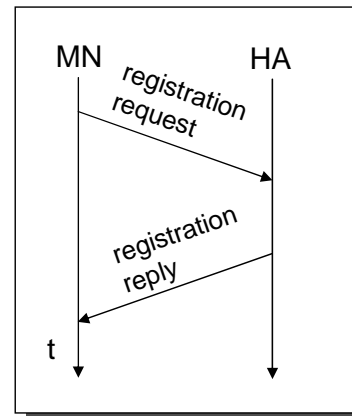 MN HA
registration
request
registration
reply
t